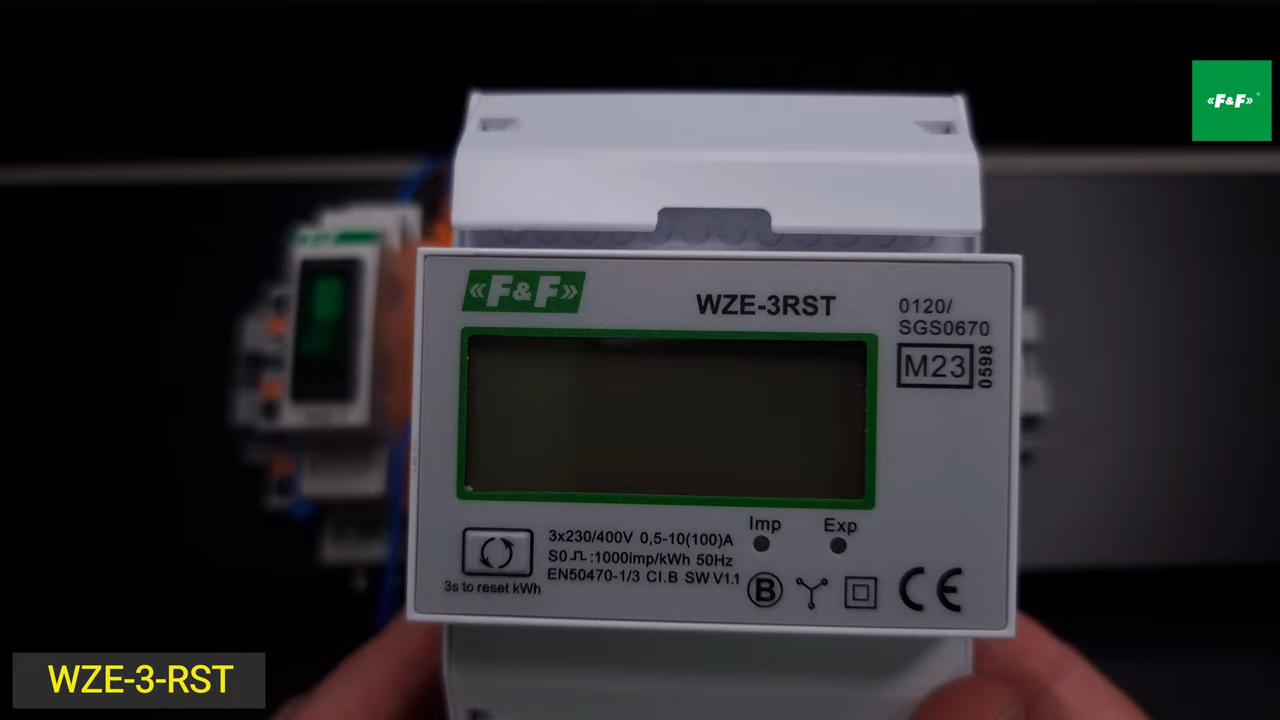 «F&F»
«F&F»
WZE-3RST
0120/
SGS0670
M23
0598
Imp
Exp
3x230/400V 0,5-10(100)A
S0⎍:1000imp/kWh 50Hz
EN50470-1/3 Cl.B SW V1.1
3s to reset kWh
B
CE
WZE-3-RST